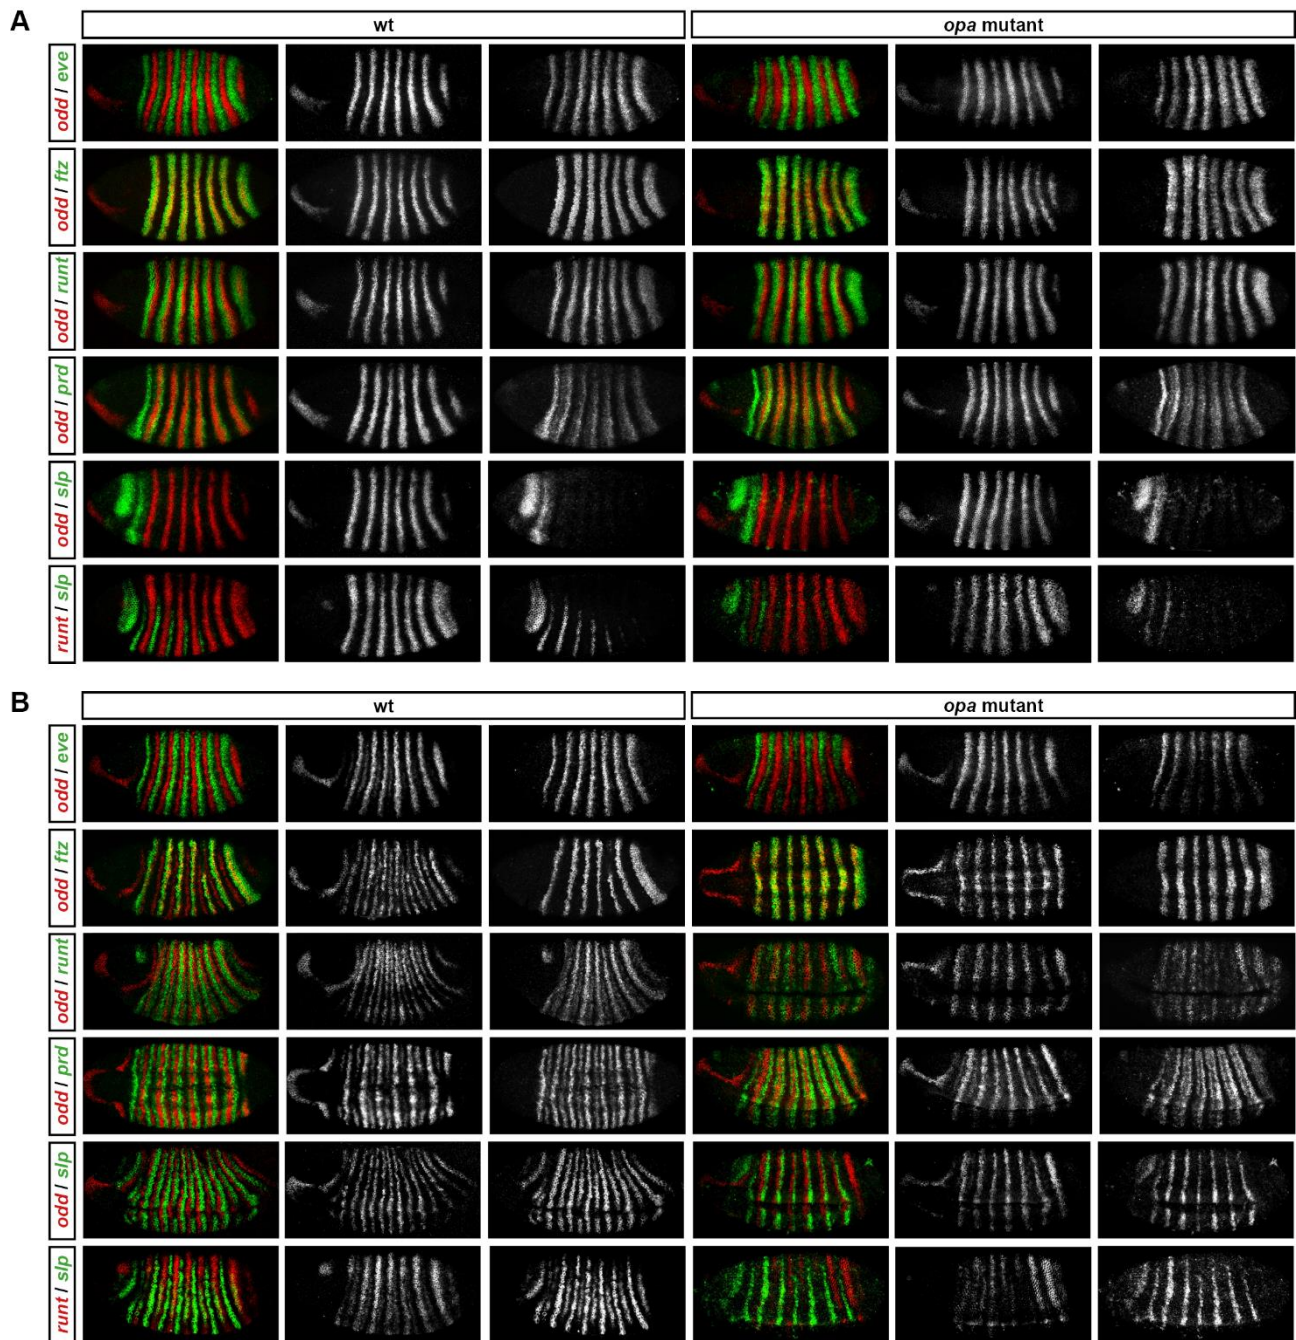 A
wt
opa mutant
odd / eve
odd / ftz
odd / runt
odd / prd
odd / slp
runt / slp
B
wt
opa mutant
odd / eve
odd / ftz
odd / runt
odd / prd
odd / slp
runt / slp